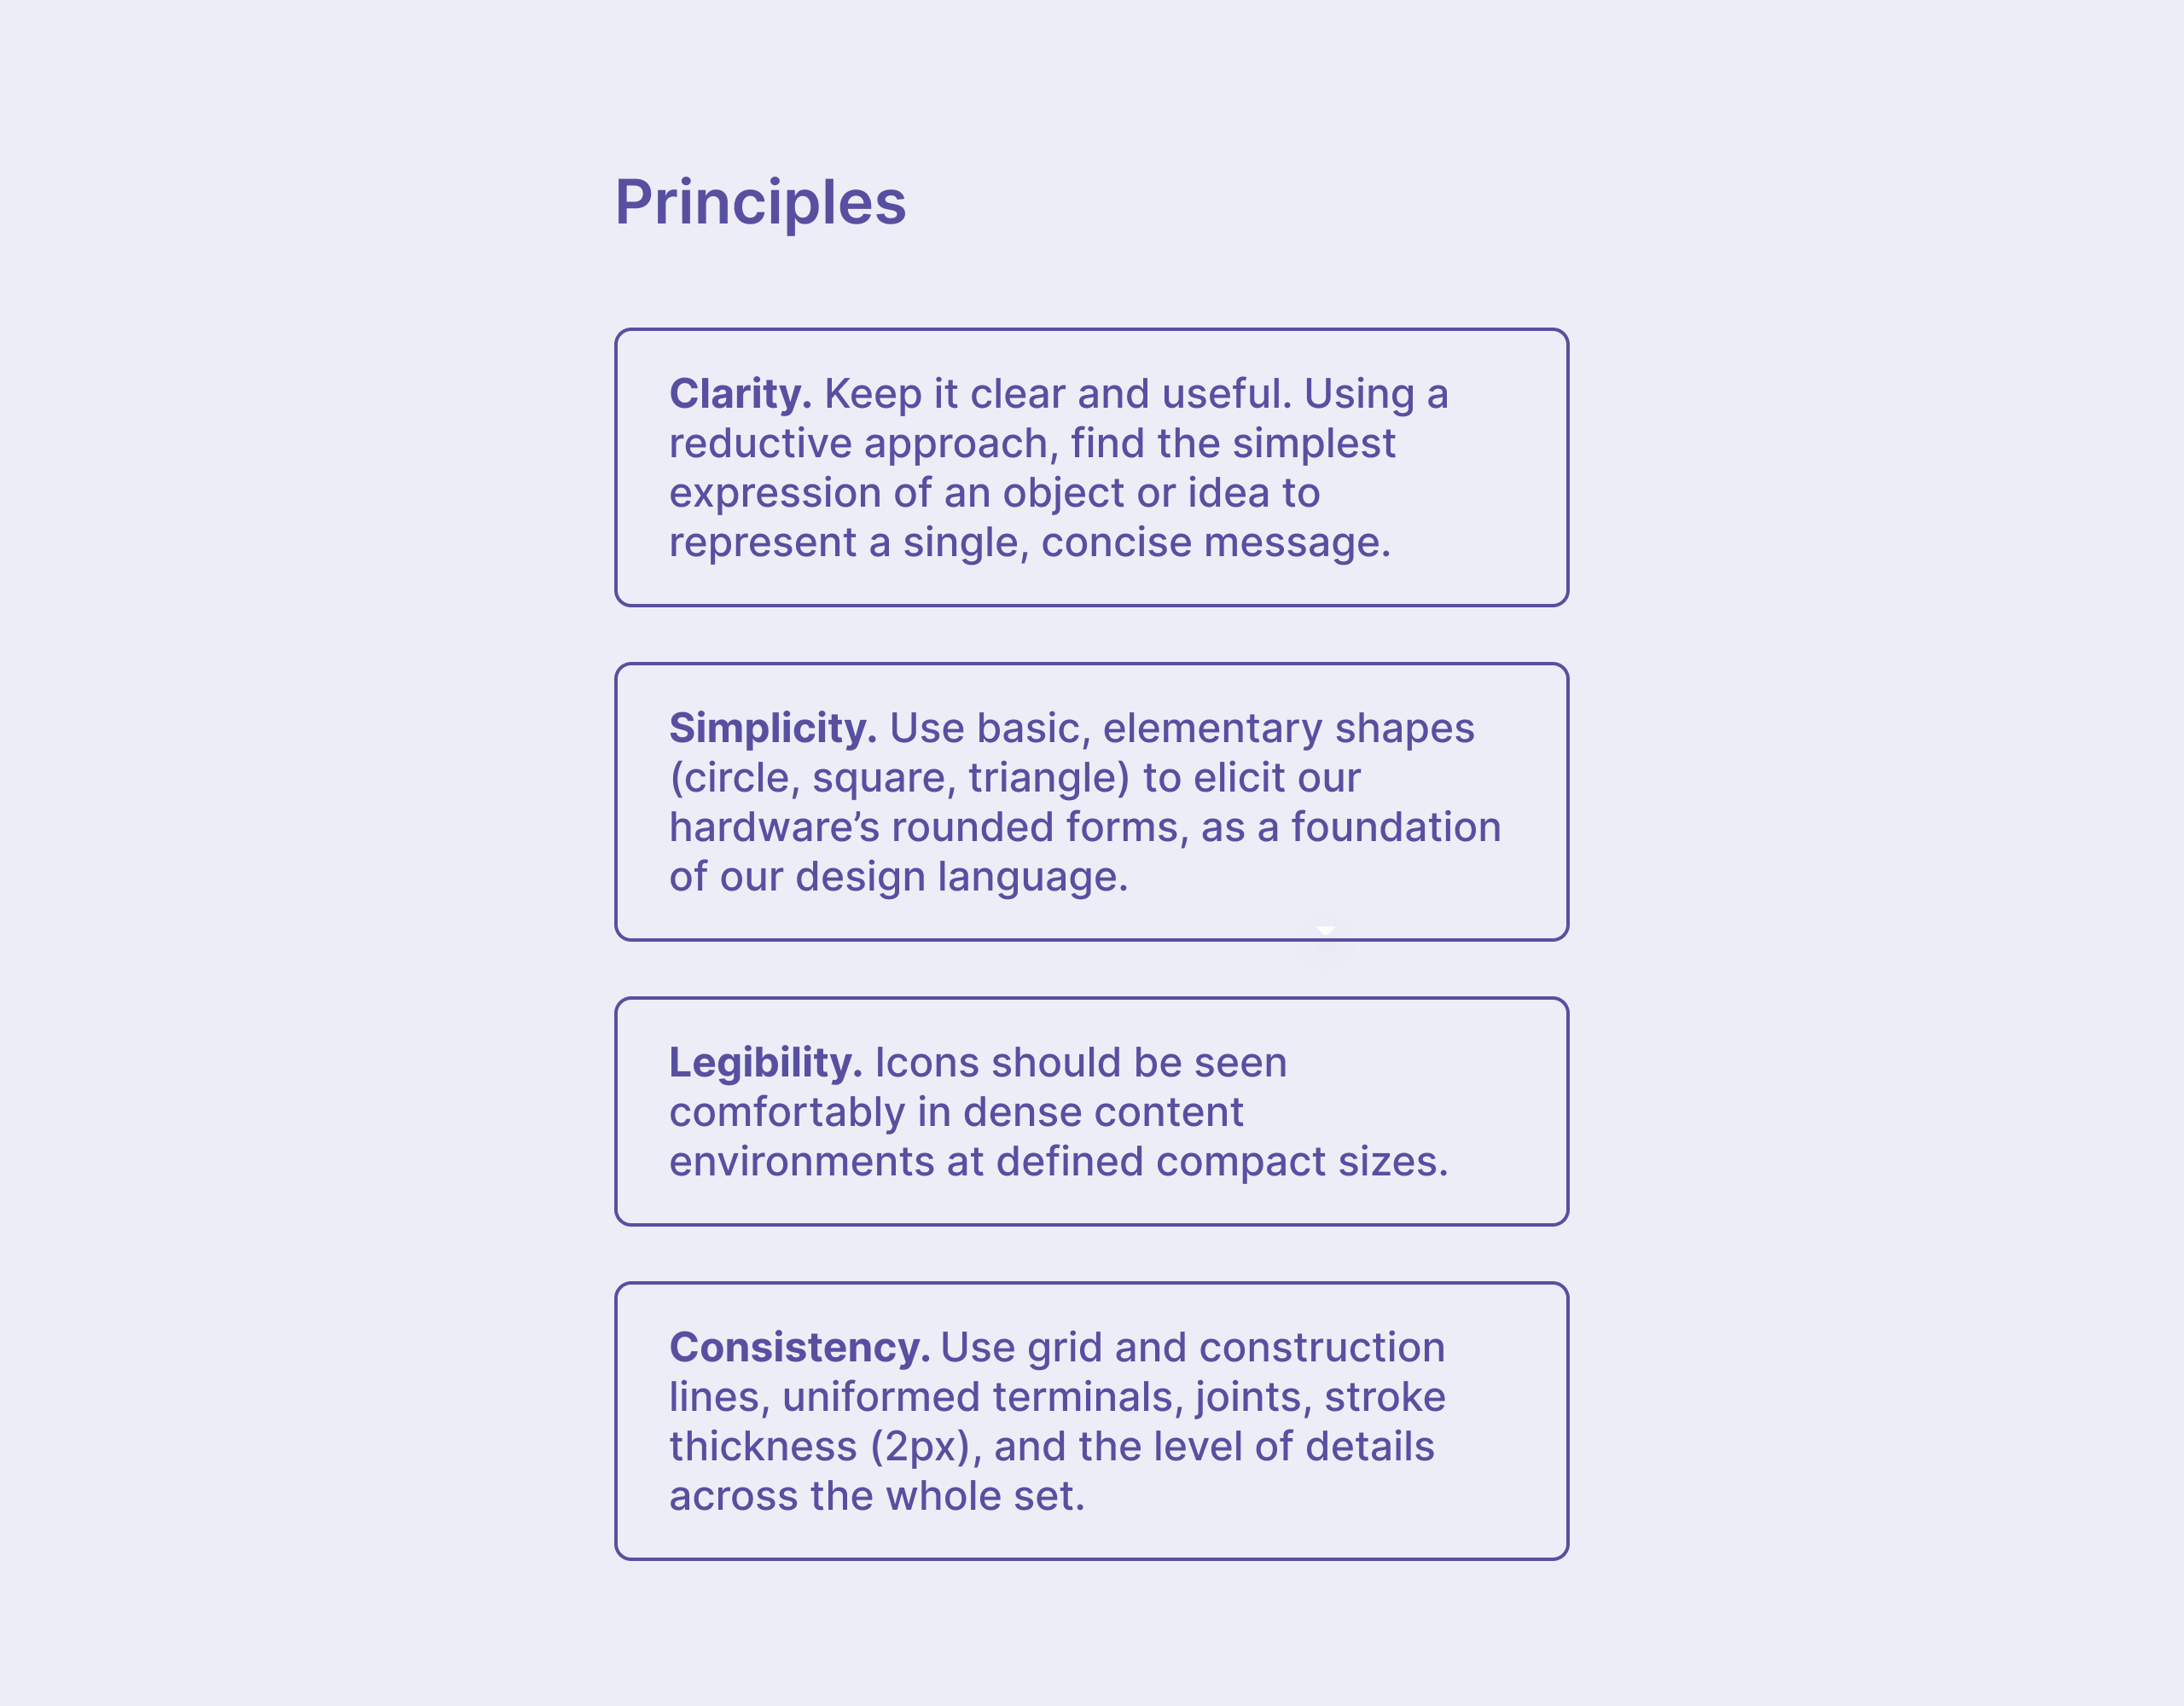 Principles
Clarity. Keep it clear and useful. Using a
reductive approach, find the simplest
expression of an object or idea to
represent a single, concise message.
Simplicity. Use basic, elementary shapes
(circle, square, triangle) to elicit our
hardware’s rounded forms, as a foundation
of our design language.
Legibility. Icons should be seen
comfortably in dense content
environments at defined compact sizes.
Consistency. Use grid and construction
lines, uniformed terminals, joints, stroke
thickness (2px), and the level of details
across the whole set.